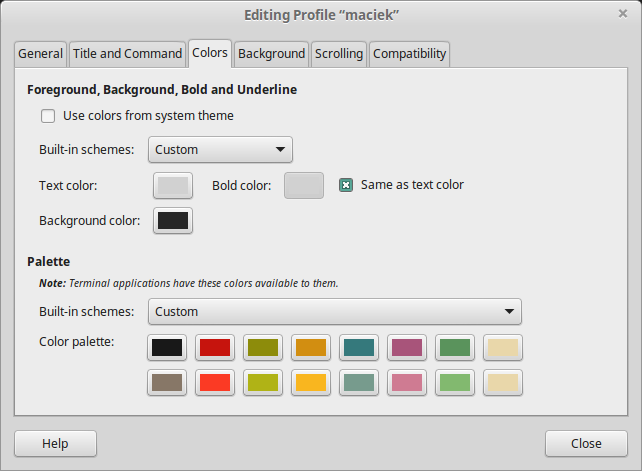 Editing Profile “maciek”
General Title and Command Colors Background Scrolling Compatibility
Foreground, Background, Bold and Underline
Use colors from system theme
Built-in schemes: Custom
Text color: Bold color: Same as text color
Background color:
Palette
Note: Terminal applications have these colors available to them.
Built-in schemes: Custom
Color palette:
Help Close